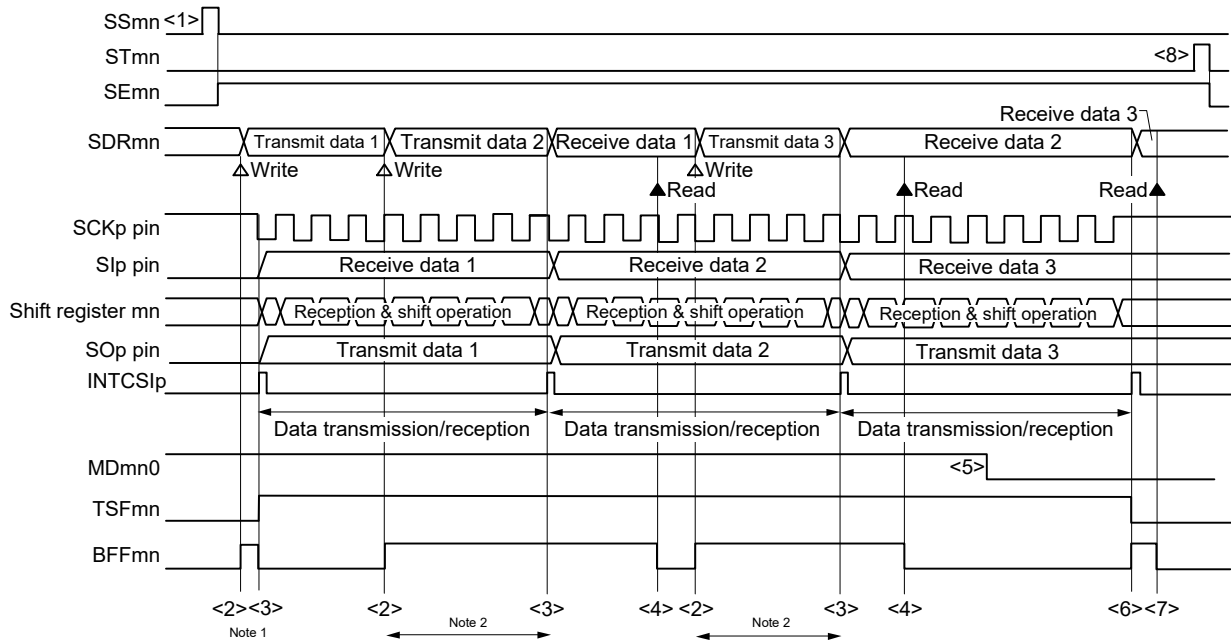 SSmn <1>
STmn <8>
SEmn
Receive data 3
SDRmn Transmit data 1 Transmit data 2 Receive data 1 Transmit data 3 Receive data 2
Write Write Write
Read Read Read
SCKp pin
SIp pin Receive data 1 Receive data 2 Receive data 3
Shift register mn Reception & shift operation Reception & shift operation Reception & shift operation
SOp pin Transmit data 1 Transmit data 2 Transmit data 3
INTCSIp
Data transmission/reception Data transmission/reception Data transmission/reception
MDmn0 <5>
TSFmn
BFFmn
<2> <3> <2> <3> <4> <2> <3> <4> <6> <7>
Note 1 Note 2 Note 2